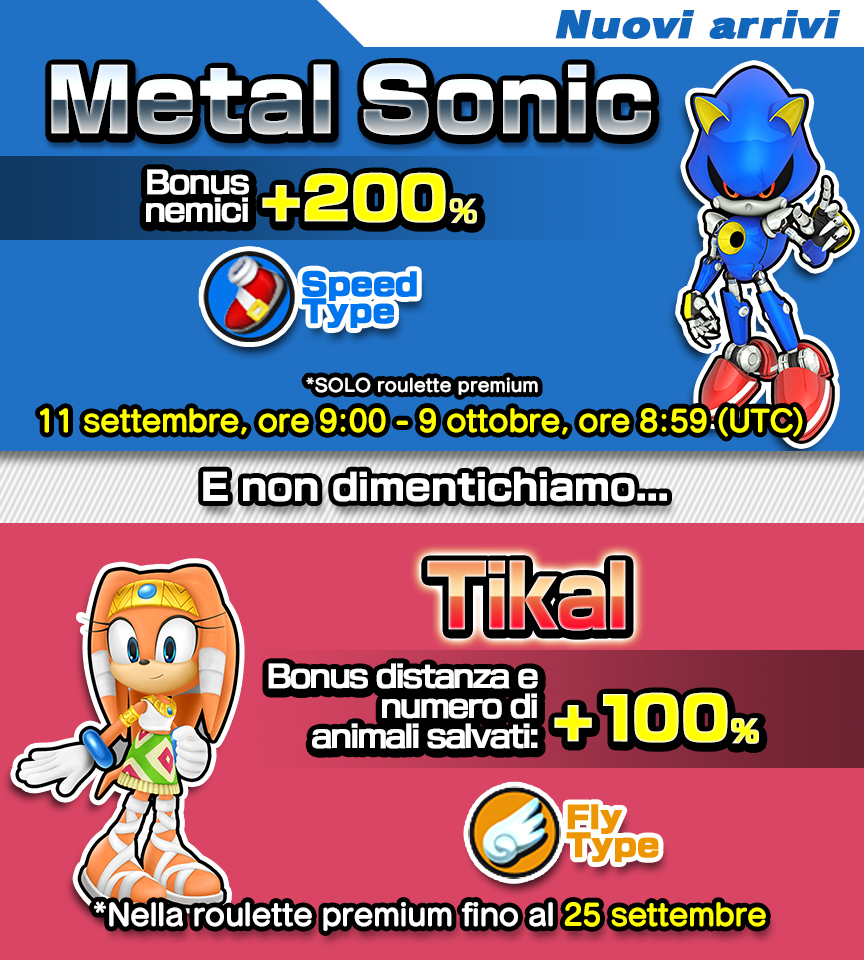 Nuovi arrivi
Metal Sonic
Bonus
nemici +200%
Speed
Type
*SOLO roulette premium
11 settembre, ore 9:00 - 9 ottobre, ore 8:59 (UTC)
E non dimentichiamo...
Tikal
Bonus distanza e
numero di
animali salvati: +100%
Fly
Type
*Nella roulette premium fino al 25 settembre